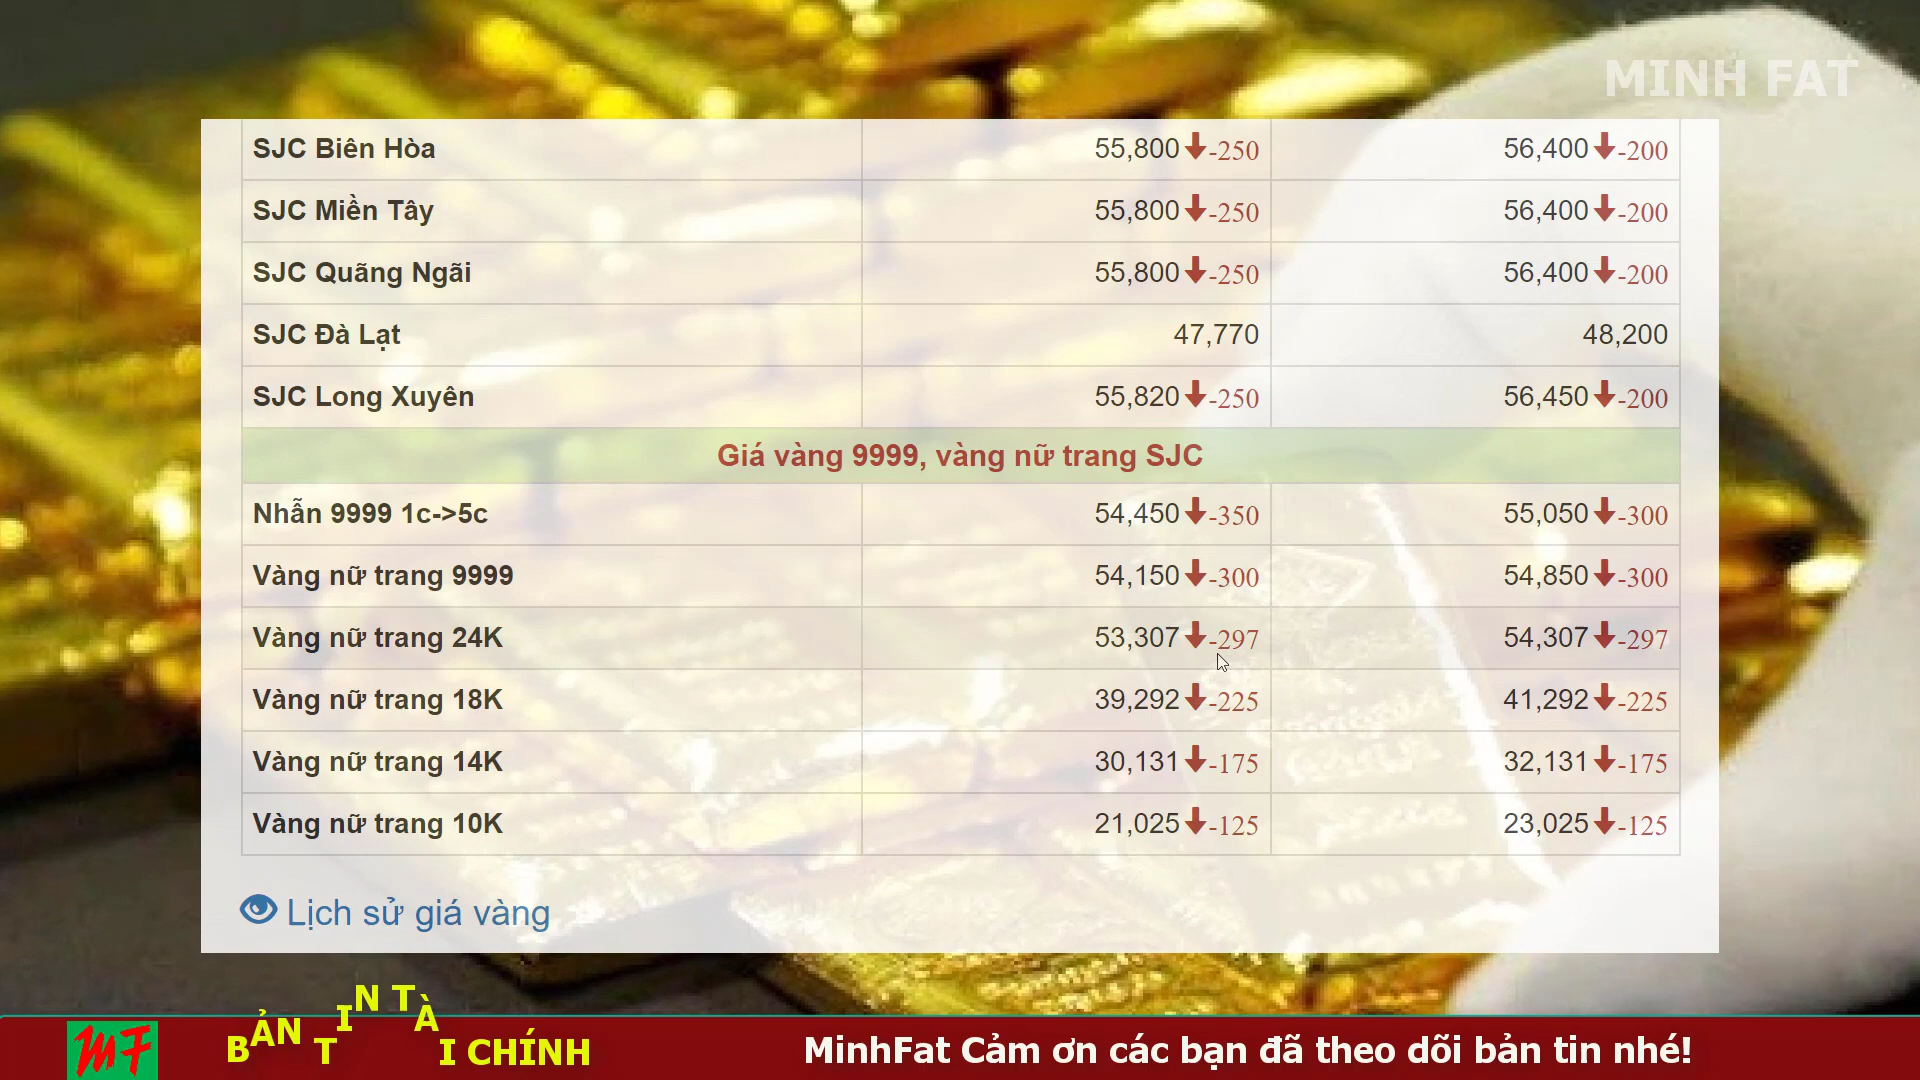 MINH FAT
SJC Biên Hòa 55,800 -250 56,400 -200
SJC Miền Tây 55,800 -250 56,400 -200
SJC Quãng Ngãi 55,800 -250 56,400 -200
SJC Đà Lạt 47,770 48,200
SJC Long Xuyên 55,820 -250 56,450 -200
Giá vàng 9999, vàng nữ trang SJC
Nhẫn 9999 1c->5c 54,450 -350 55,050 -300
Vàng nữ trang 9999 54,150 -300 54,850 -300
Vàng nữ trang 24K 53,307 -297 54,307 -297
Vàng nữ trang 18K 39,292 -225 41,292 -225
Vàng nữ trang 14K 30,131 -175 32,131 -175
Vàng nữ trang 10K 21,025 -125 23,025 -125
Lịch sử giá vàng
MF BẢN TIN TÀI CHÍNH MinhFat Cảm ơn các bạn đã theo dõi bản tin nhé!